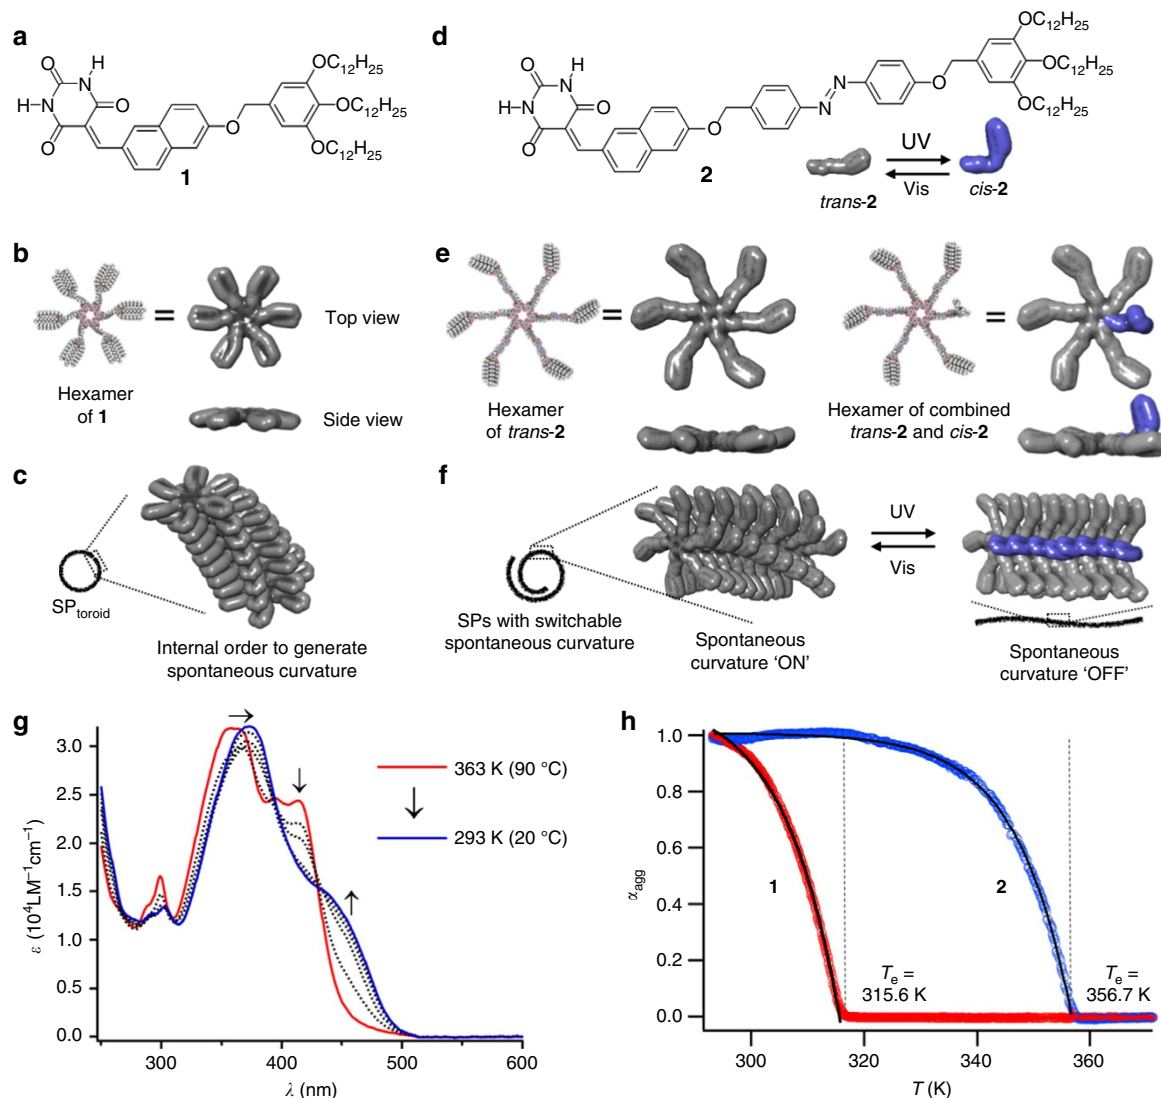 a
O
H
N
O
H
N
O
O
OC12H25
OC12H25
OC12H25
1
d
O
H
N
O
H
N
O
O
N
N
O
OC12H25
OC12H25
OC12H25
2
UV
Vis
trans-2
cis-2
b
=
Top view
Hexamer
of 1
Side view
e
=
=
Hexamer
of trans-2
Hexamer of combined
trans-2 and cis-2
c
SPtoroid
Internal order to generate
spontaneous curvature
f
UV
Vis
SPs with switchable
spontaneous curvature
Spontaneous
curvature ‘ON’
Spontaneous
curvature ‘OFF’
g
→
↓
↑
363 K (90 °C)
↓
293 K (20 °C)
3.0
2.5
2.0
1.5
1.0
0.5
0.0
ε (10⁴LM⁻¹cm⁻¹)
300
400
500
600
λ (nm)
h
1.0
0.8
0.6
0.4
0.2
0.0
αagg
1
2
Te =
315.6 K
Te =
356.7 K
300
320
340
360
T (K)